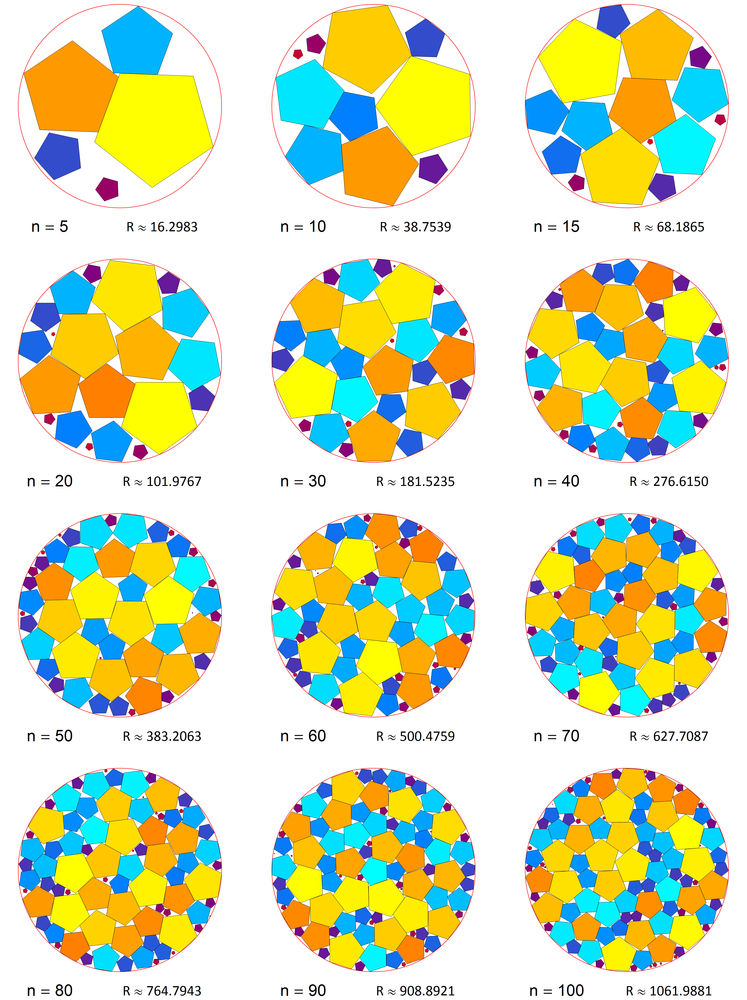 n = 5 R ≈ 16.2983 n = 10 R ≈ 38.7539 n = 15 R ≈ 68.1865
n = 20 R ≈ 101.9767 n = 30 R ≈ 181.5235 n = 40 R ≈ 276.6150
n = 50 R ≈ 383.2063 n = 60 R ≈ 500.4759 n = 70 R ≈ 627.7087
n = 80 R ≈ 764.7943 n = 90 R ≈ 908.8921 n = 100 R ≈ 1061.9881